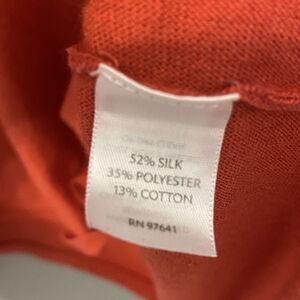 52% SILK
35% POLYESTER
13% COTTON
RN 97641